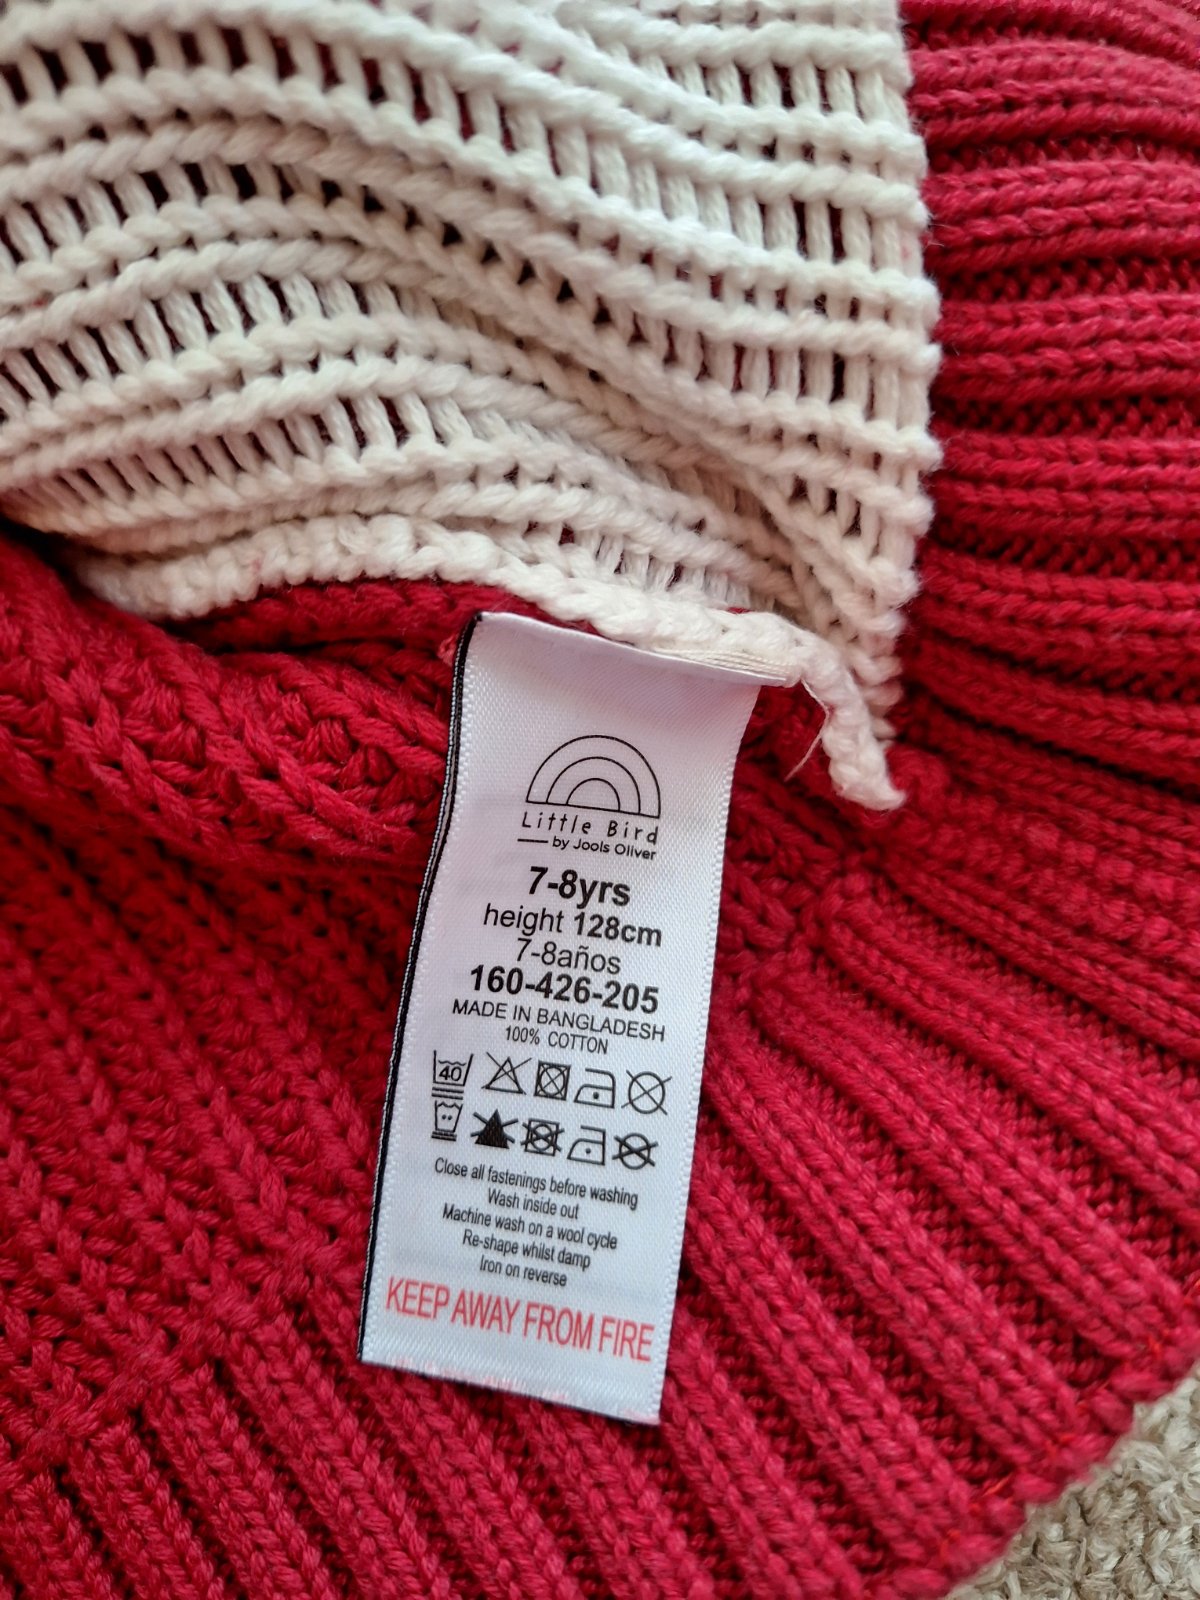 Little Bird
by Jools Oliver
7-8yrs
height 128cm
7-8años
160-426-205
MADE IN BANGLADESH
100% COTTON
40
Close all fastenings before washing
Wash inside out
Machine wash on a wool cycle
Re-shape whilst damp
Iron on reverse
KEEP AWAY FROM FIRE